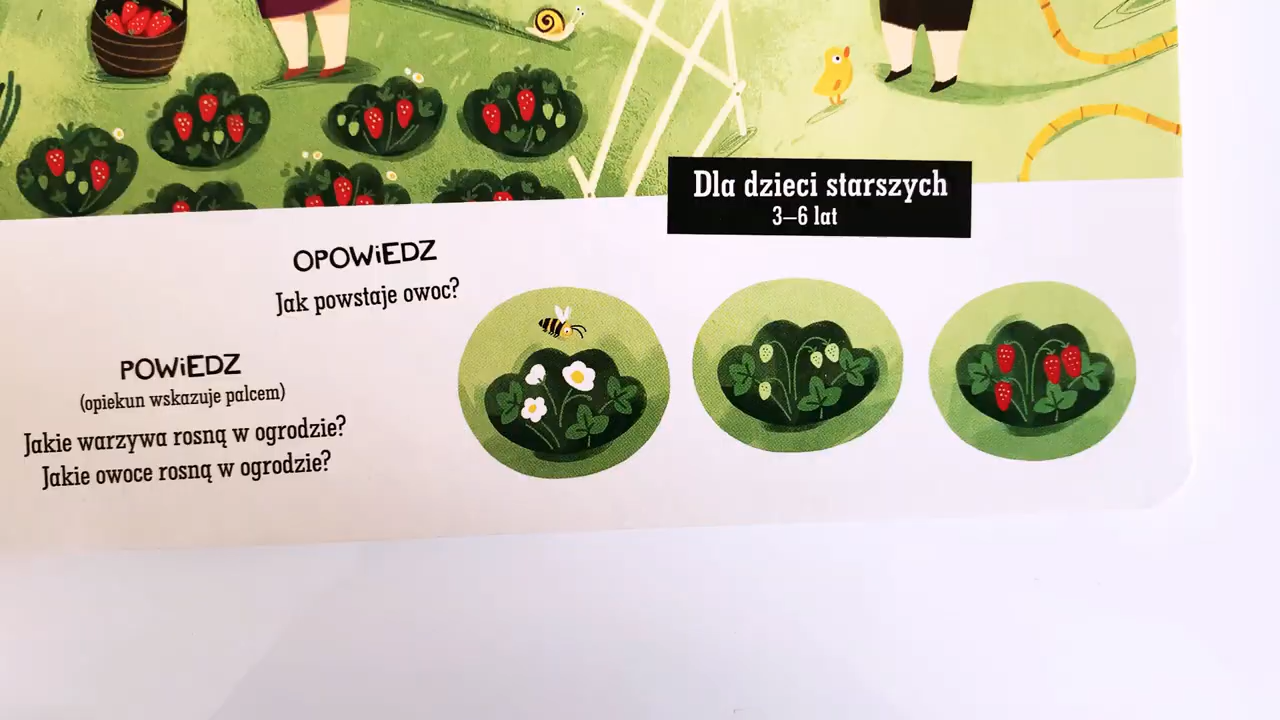 Dla dzieci starszych
3–6 lat
OPOWiEDZ
Jak powstaje owoc?
POWiEDZ
(opiekun wskazuje palcem)
Jakie warzywa rosną w ogrodzie?
Jakie owoce rosną w ogrodzie?